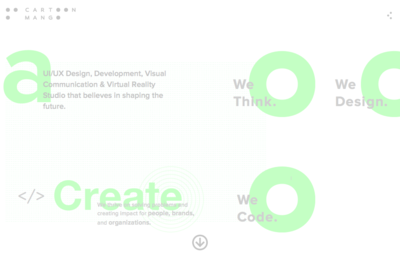 CARTOON
MANGO
a
UI/UX Design, Development, Visual
Communication & Virtual Reality
Studio that believes in shaping the
future.
We
Think.
We
Design.
</>
Create
creating impact for people, brands,
and organizations.
We
Code.